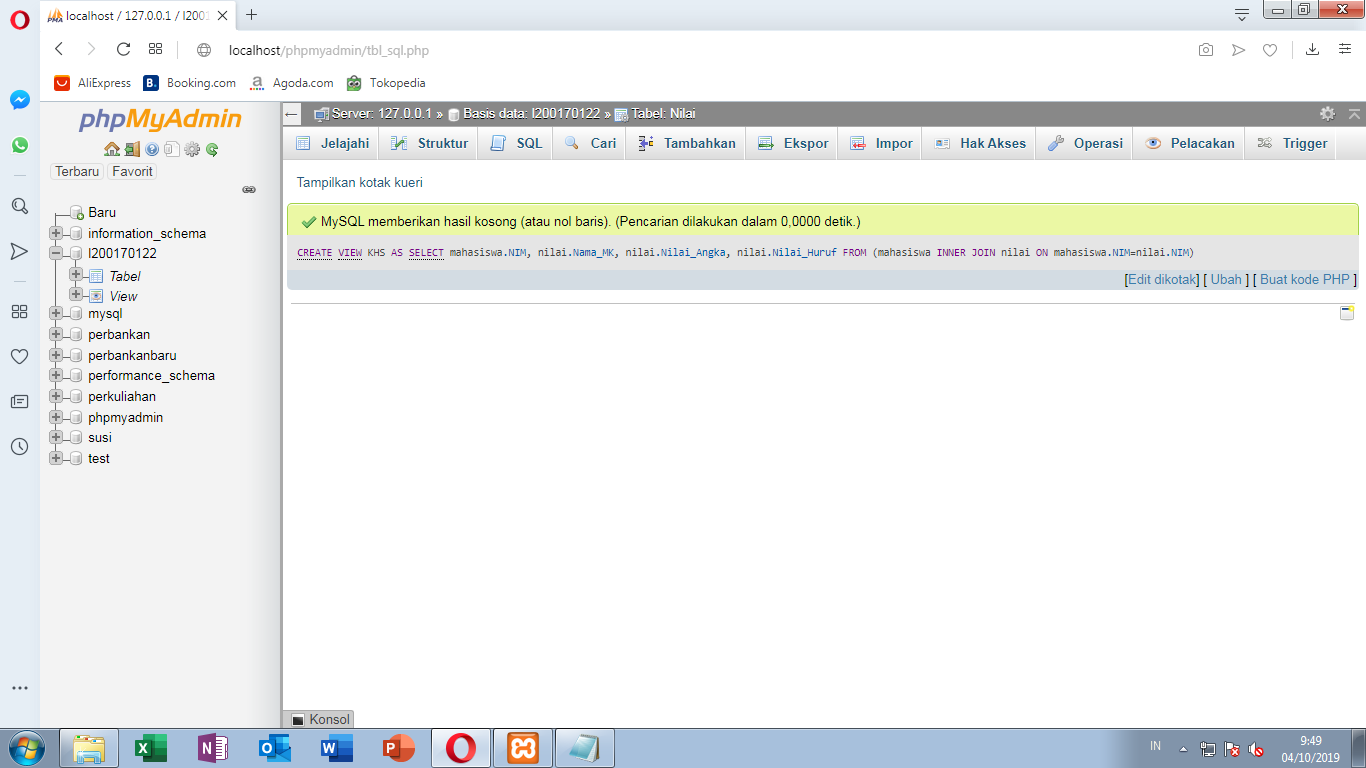 localhost / 127.0.0.1 / l2001
localhost/phpmyadmin/tbl_sql.php
AliExpress Booking.com Agoda.com Tokopedia
phpMyAdmin
Terbaru Favorit
Baru
information_schema
l200170122
Tabel
View
mysql
perbankan
perbankanbaru
performance_schema
perkuliahan
phpmyadmin
susi
test
Server: 127.0.0.1 » Basis data: l200170122 » Tabel: Nilai
Jelajahi Struktur SQL Cari Tambahkan Ekspor Impor Hak Akses Operasi Pelacakan Trigger
Tampilkan kotak kueri
MySQL memberikan hasil kosong (atau nol baris). (Pencarian dilakukan dalam 0,0000 detik.)
CREATE VIEW KHS AS SELECT mahasiswa.NIM, nilai.Nama_MK, nilai.Nilai_Angka, nilai.Nilai_Huruf FROM (mahasiswa INNER JOIN nilai ON mahasiswa.NIM=nilai.NIM)
[Edit dikotak] [ Ubah ] [ Buat kode PHP ]
Konsol
IN
9:49
04/10/2019